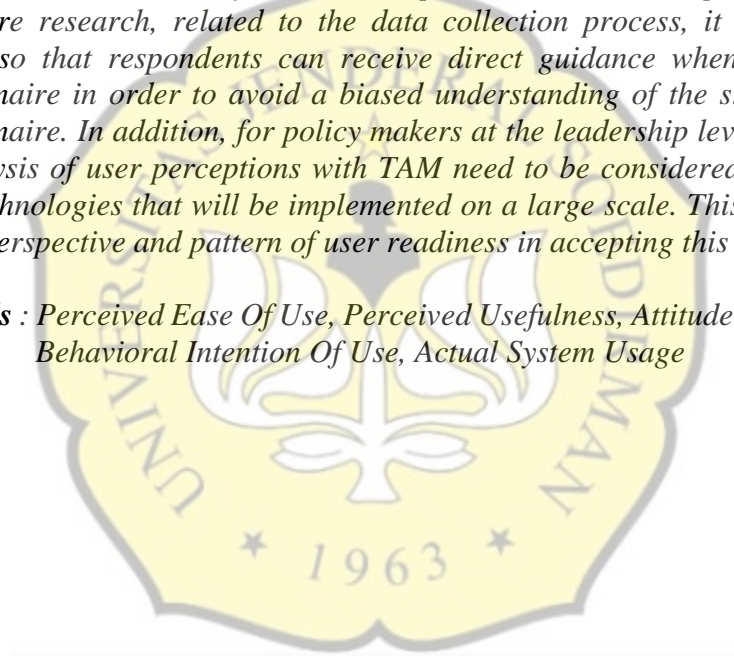 re research, related to the data collection process, it
so that respondents can receive direct guidance when
naire in order to avoid a biased understanding of the s
naire. In addition, for policy makers at the leadership lev
ysis of user perceptions with TAM need to be considered
hnologies that will be implemented on a large scale. This
erspective and pattern of user readiness in accepting this
s : Perceived Ease Of Use, Perceived Usefulness, Attitude
Behavioral Intention Of Use, Actual System Usage
UNIVERSITAS JENDERAL SOEDIRMAN
★ 1963 ★